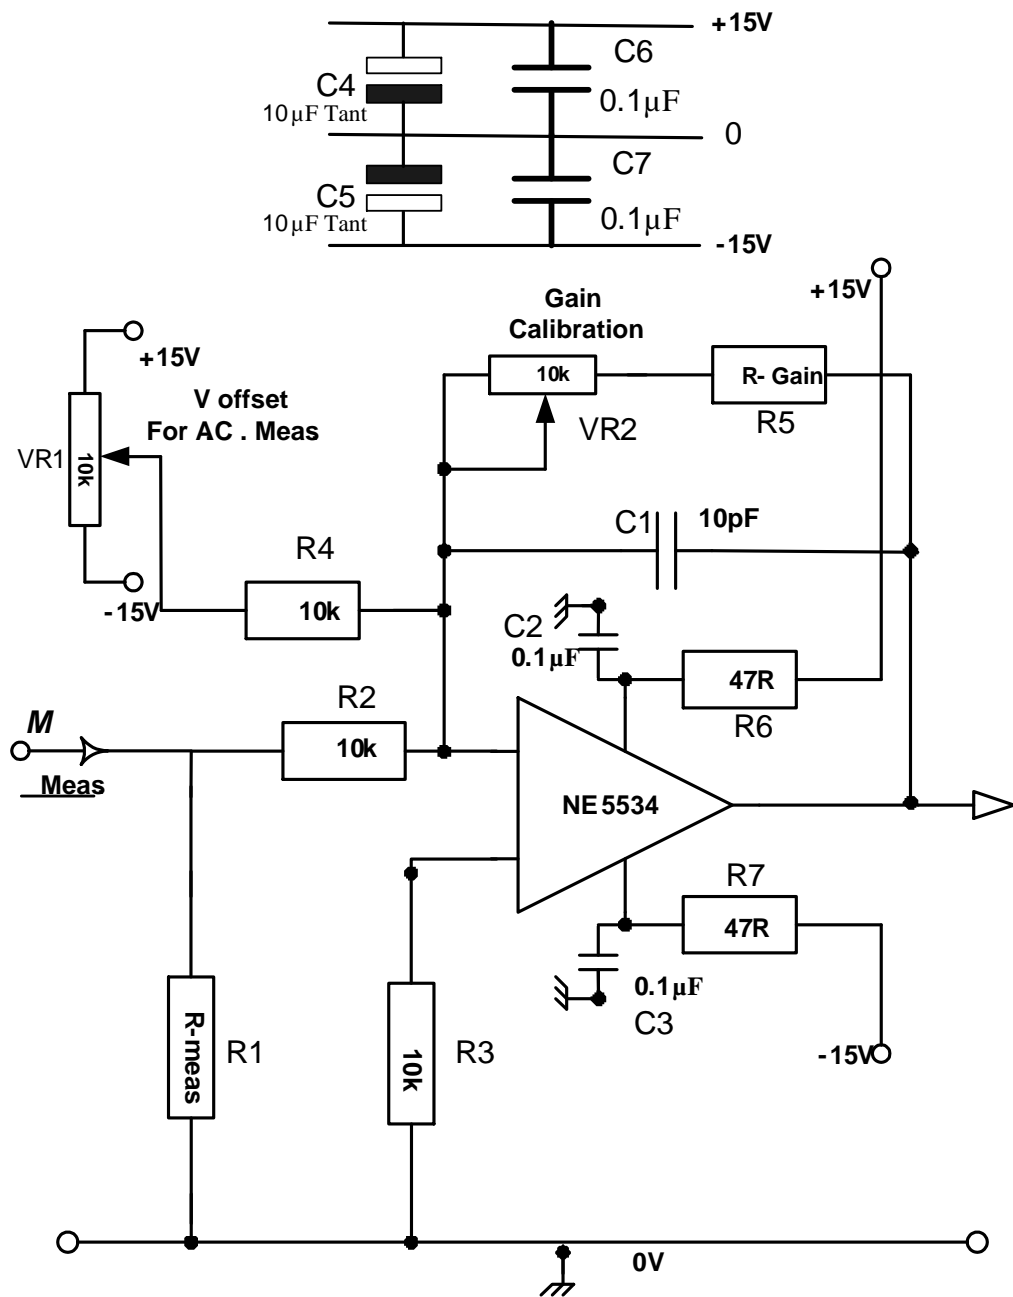 +15V
C6
C4
10µF Tant
0.1µF
0
C7
C5
10µF Tant
0.1µF
-15V
+15V
Gain
Calibration
+15V
10k
R- Gain
V offset
For AC . Meas
VR2
R5
VR1
10k
C1
10pF
R4
-15V
10k
C2
0.1µF
47R
R2
R6
M
10k
Meas
NE5534
R7
47R
0.1µF
C3
R-meas
R1
10k
R3
-15V
0V